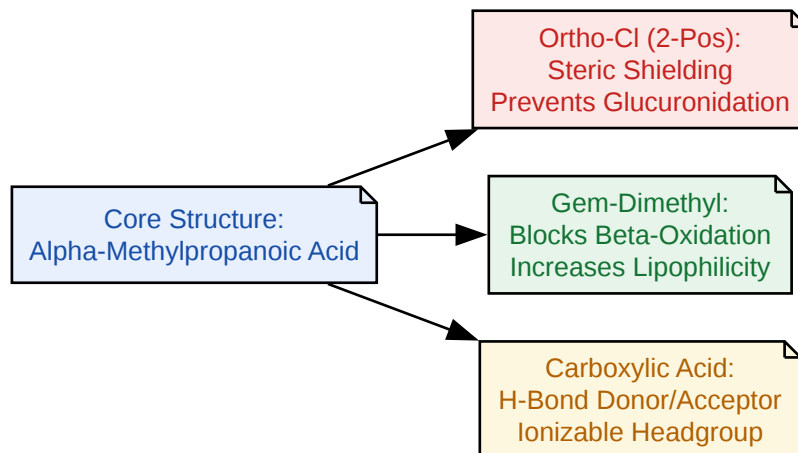 Ortho-Cl (2-Pos):
Steric Shielding
Prevents Glucuronidation
Core Structure:
Alpha-Methylpropanoic Acid
Gem-Dimethyl:
Blocks Beta-Oxidation
Increases Lipophilicity
Carboxylic Acid:
H-Bond Donor/Acceptor
Ionizable Headgroup